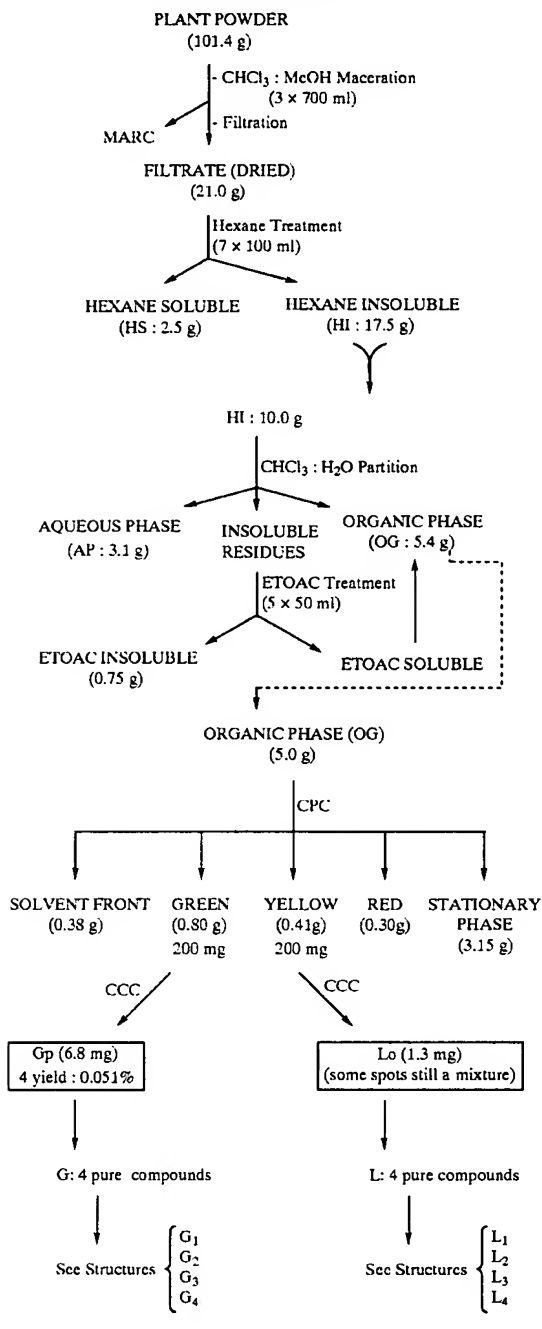 PLANT POWDER
(101.4 g)
- CHCl3 : McOH Maceration
(3 × 700 ml)
- Filtration
MARC
FILTRATE (DRIED)
(21.0 g)
Hexane Treatment
(7 × 100 ml)
HEXANE SOLUBLE
(HS : 2.5 g)
HEXANE INSOLUBLE
(HI : 17.5 g)
HI : 10.0 g
CHCl3 : H2O Partition
AQUEOUS PHASE
(AP : 3.1 g)
INSOLUBLE
RESIDUES
ORGANIC PHASE
(OG : 5.4 g)
ETOAC Treatment
(5 × 50 ml)
ETOAC INSOLUBLE
(0.75 g)
ETOAC SOLUBLE
ORGANIC PHASE (OG)
(5.0 g)
CPC
SOLVENT FRONT
(0.38 g)
GREEN
(0.80 g)
200 mg
YELLOW
(0.41g)
200 mg
RED
(0.30g)
STATIONARY
PHASE
(3.15 g)
CCC
CCC
Gp (6.8 mg)
4 yield : 0.051%
Lo (1.3 mg)
(some spots still a mixture)
G: 4 pure compounds
L: 4 pure compounds
See Structures
G1
G2
G3
G4
See Structures
L1
L2
L3
L4